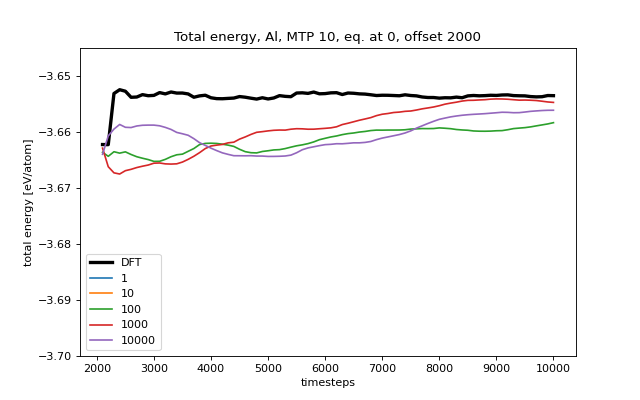 Total energy, Al, MTP 10, eq. at 0, offset 2000
total energy [eV/atom]
−3.65
−3.66
−3.67
−3.68
−3.69
−3.70
DFT
1
10
100
1000
10000
2000 3000 4000 5000 6000 7000 8000 9000 10000
timesteps